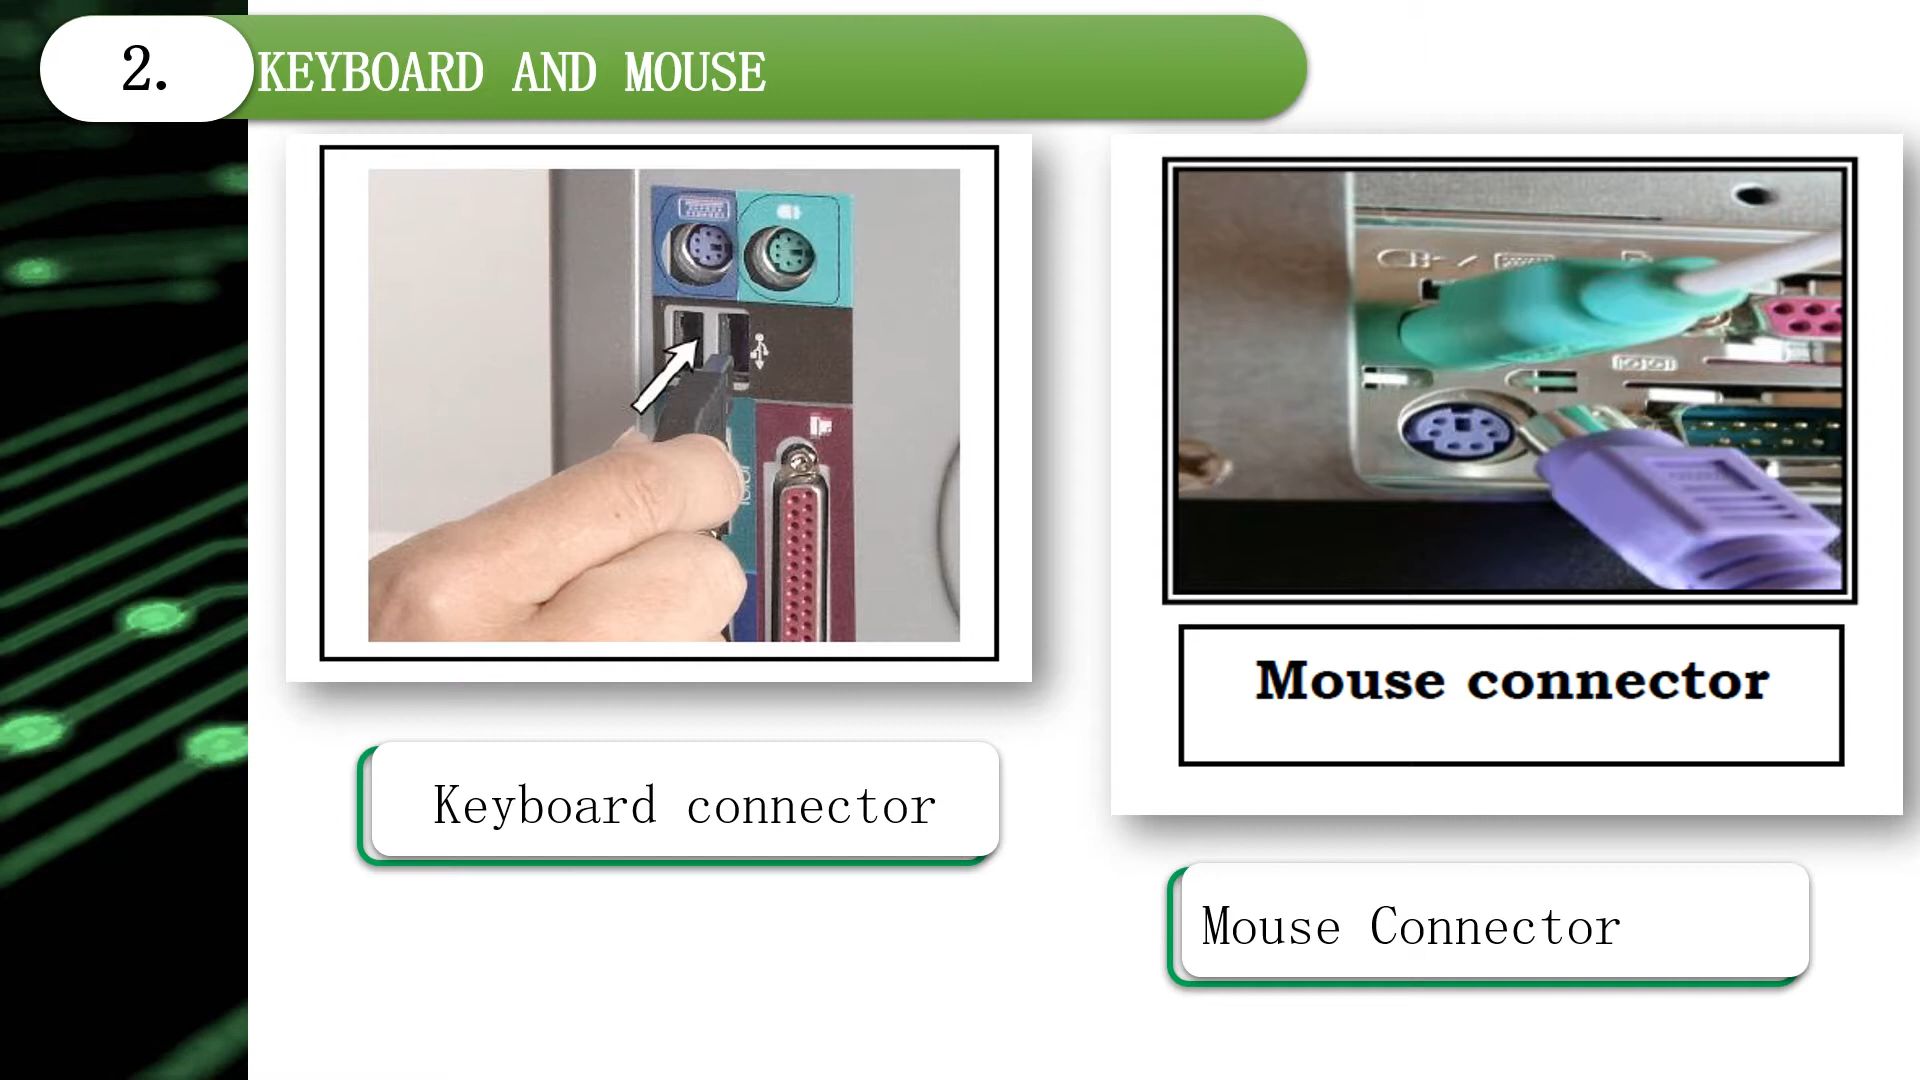 2.
KEYBOARD AND MOUSE
Keyboard connector
Mouse connector
Mouse Connector